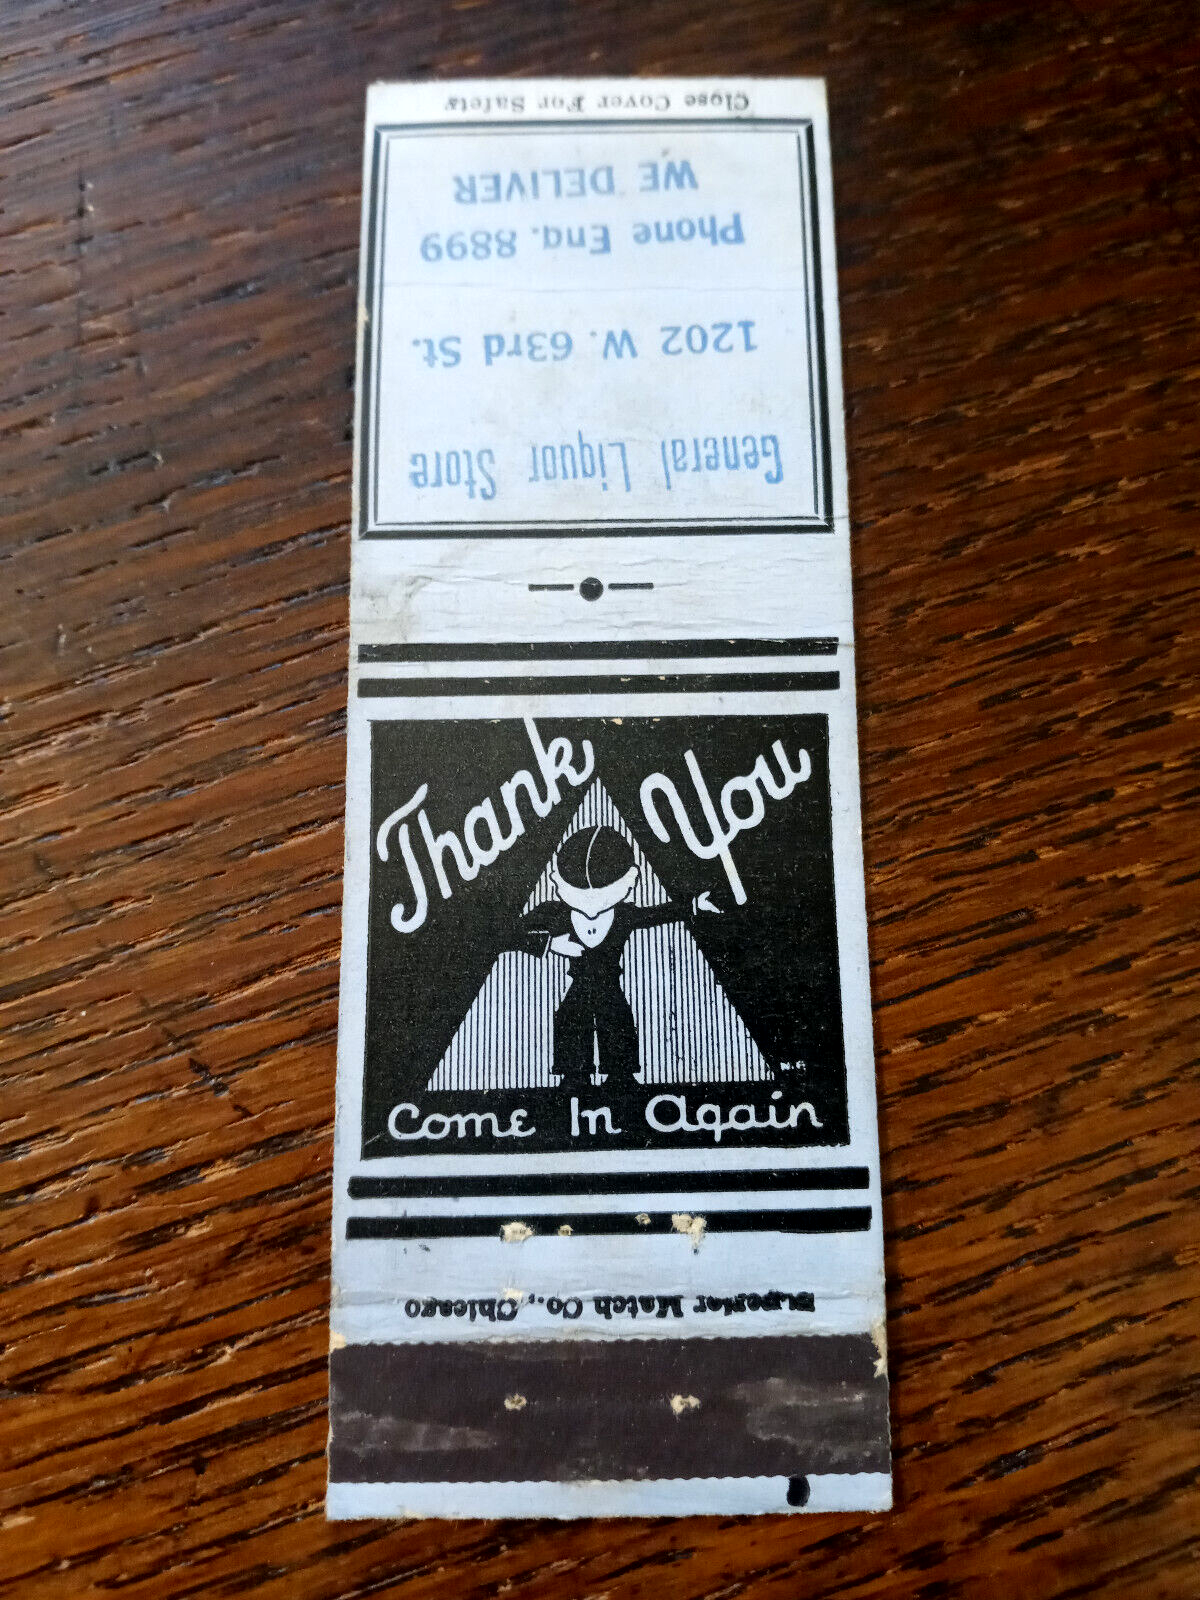 Close Cover For Safety
WE DELIVER
Phone Eng. 8899
1202 W. 63rd St.
General Liquor Store
Thank You
Come In Again
Superior Match Co., Chicago